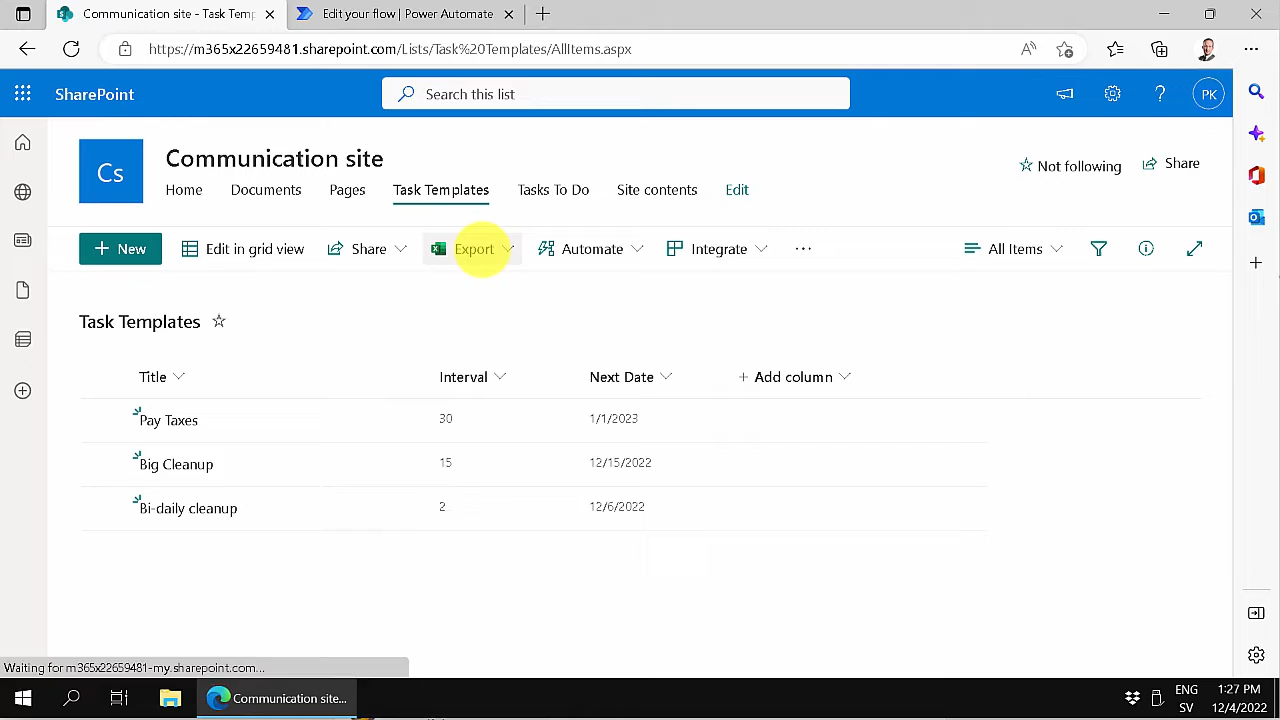 Communication site - Task Temp
Edit your flow | Power Automate
https://m365x22659481.sharepoint.com/Lists/Task%20Templates/AllItems.aspx
SharePoint
Search this list
PK
Cs
Communication site
Not following
Share
Home
Documents
Pages
Task Templates
Tasks To Do
Site contents
Edit
New
Edit in grid view
Share
Export
Automate
Integrate
All Items
Task Templates
Title
Interval
Next Date
Add column
Pay Taxes
30
1/1/2023
Big Cleanup
15
12/15/2022
Bi-daily cleanup
2
12/6/2022
Waiting for m365x22659481-my.sharepoint.com...
Communication site...
ENG
SV
1:27 PM
12/4/2022